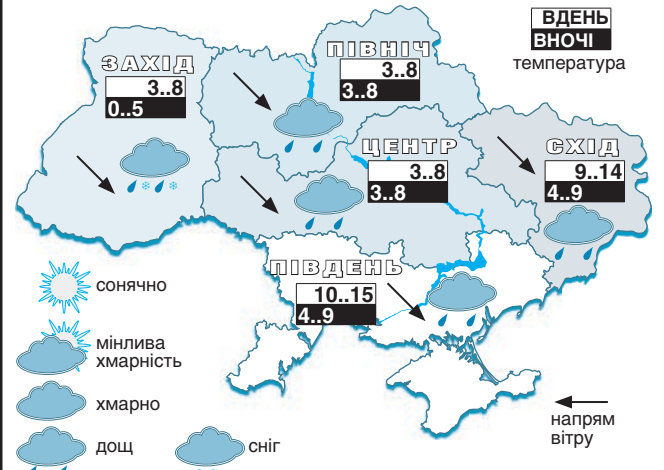 ВДЕНЬ
ВНОЧІ
температура
ПІВНІЧ
3..8
3..8
ЗАХІД
3..8
0..5
ЦЕНТР
3..8
3..8
СХІД
9..14
4..9
ПІВДЕНЬ
10..15
4..9
сонячно
мінлива
хмарність
хмарно
дощ
сніг
напрям
вітру